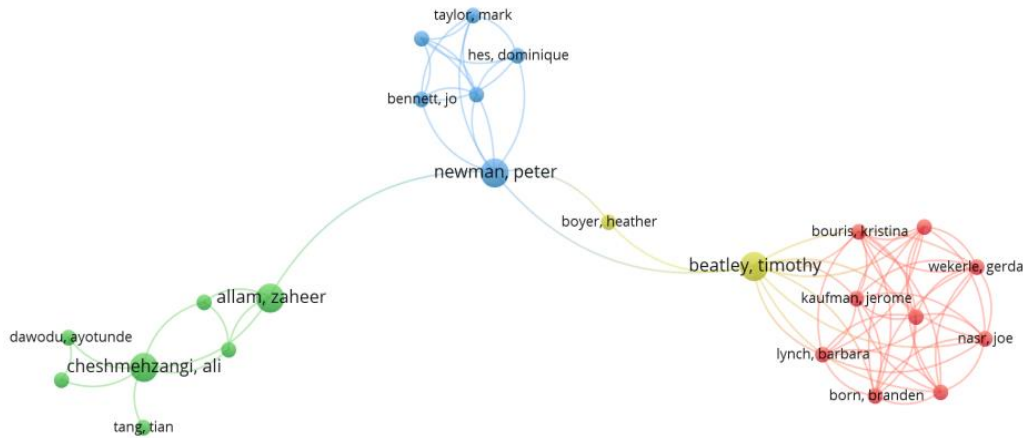 taylor, mark
hes, dominique
bennett, jo
newman, peter
boyer, heather
bouris, kristina
beatley, timothy
wekerle, gerda
allam, zaheer
kaufman, jerome
dawodu, ayotunde
nasr, joe
lynch, barbara
cheshmehzangi, ali
born, branden
tang, tian